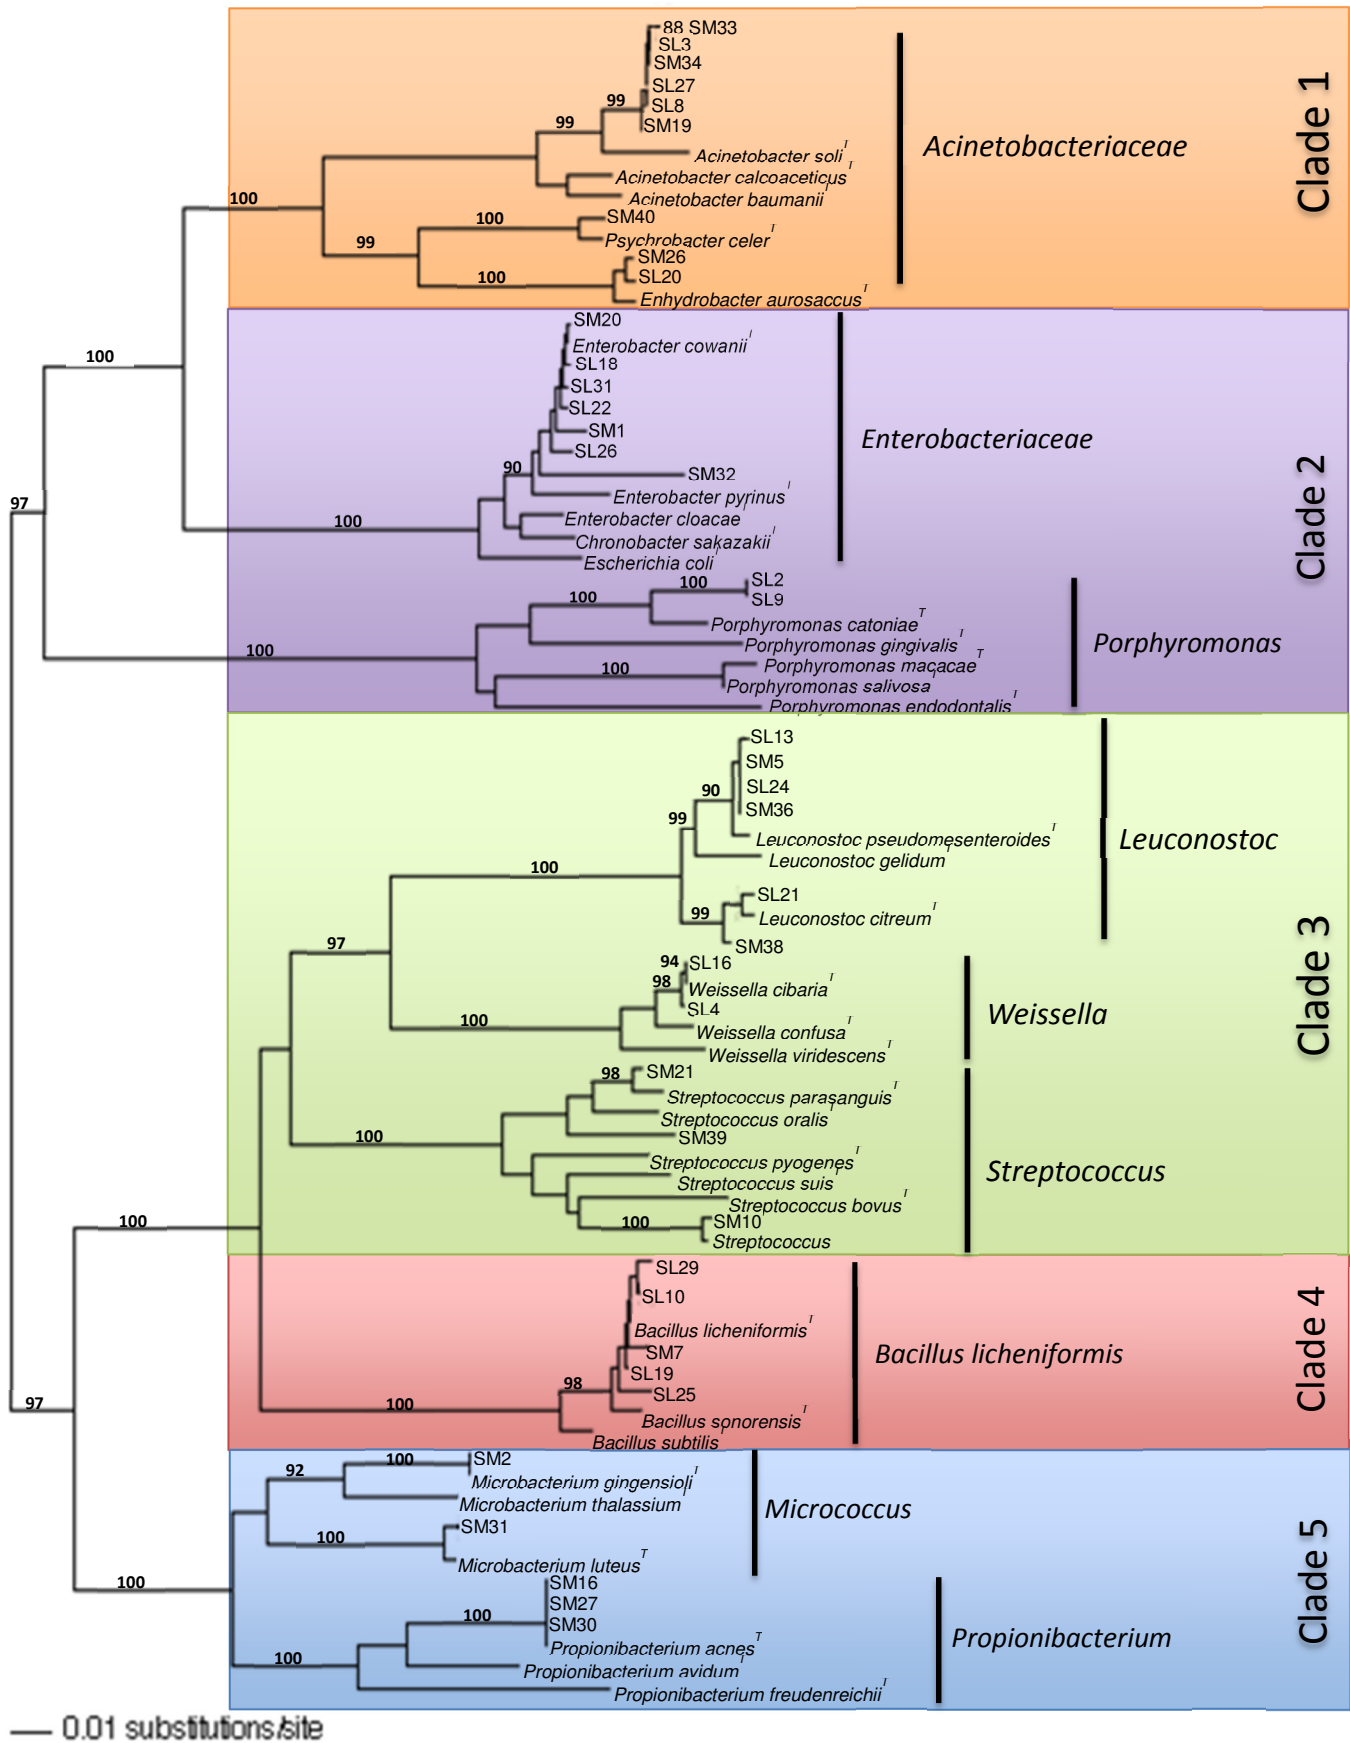 88 SM33
SL3
SM34
SL27
99
SL8
99
SM19
Acinetobacter soli T
Acinetobacteriaceae
Clade 1
Acinetobacter calcoaceticus T
Acinetobacter baumanii T
100
SM40
100
Psychrobacter celer T
99
SM26
SL20
100
Enhydrobacter aurosaccus T
SM20
Enterobacter cowanii T
100
SL18
SL31
SL22
SM1
Enterobacteriaceae
SL26
90
SM32
Enterobacter pyrinus T
97
Enterobacter cloacae T
100
Chronobacter sakazakii T
Escherichia coli T
Clade 2
SL2
100
SL9
100
Porphyromonas catoniae T
Porphyromonas gingivalis T
Porphyromonas
100
Porphyromonas macacae T
100
Porphyromonas salivosa T
Porphyromonas endodontalis T
SL13
SM5
SL24
90
SM36
99
Leuconostoc pseudomesenteroides T
Leuconostoc
Leuconostoc gelidum T
100
SL21
99
Leuconostoc citreum T
97
SM38
94
SL16
98
Weissella cibaria T
SL4
Weissella
100
Weissella confusa T
Weissella viridescens T
Clade 3
98
SM21
Streptococcus parasanguis T
Streptococcus oralis T
100
SM39
Streptococcus pyogenes T
Streptococcus
Streptococcus suis T
Streptococcus bovus T
100
100
SM10
Streptococcus
SL29
SL10
Bacillus licheniformis T
SM7
Bacillus licheniformis
Clade 4
SL19
98
SL25
97
100
Bacillus sonorensis T
Bacillus subtilis T
100
SM2
92
Microbacterium gingensioli T
Microbacterium thalassium T
Micrococcus
SM31
100
Microbacterium luteus T
100
SM16
SM27
100
SM30
Clade 5
Propionibacterium acnes T
Propionibacterium
100
Propionibacterium avidum T
Propionibacterium freudenreichii T
0.01 substitutions/site